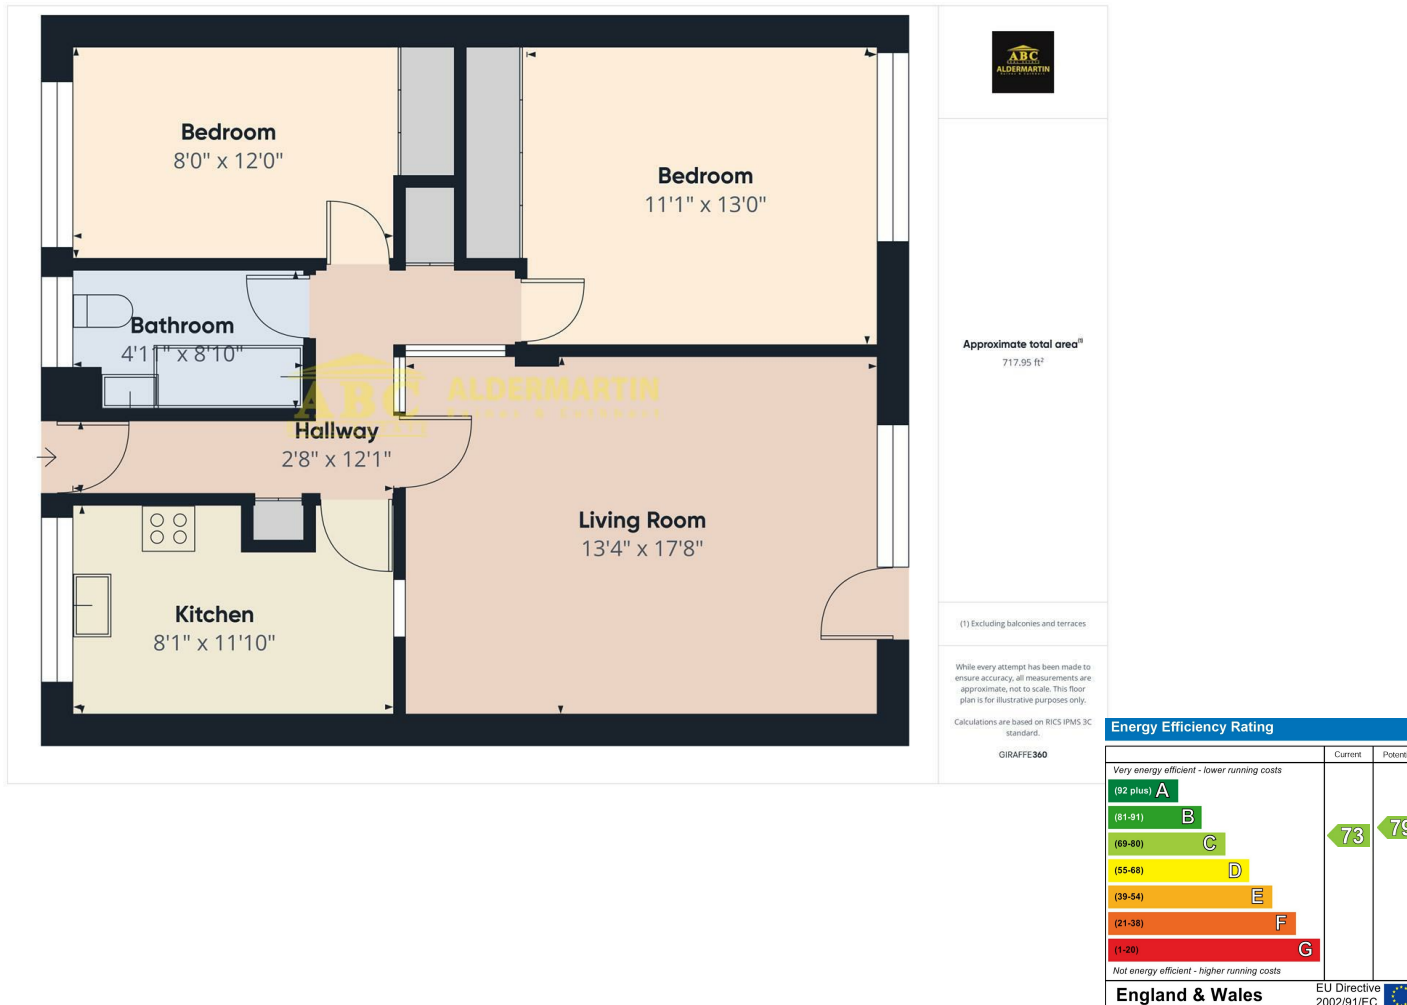 Bedroom
8'0" x 12'0"
Bedroom
11'1" x 13'0"
Bathroom
4'11" x 8'10"
ABC
ALDERMARTIN
Hallway
2'8" x 12'1"
Living Room
13'4" x 17'8"
Kitchen
8'1" x 11'10"
ABC
ALDERMARTIN
Approximate total area(1)
717.95 ft²
(1) Excluding balconies and terraces
While every attempt has been made to
ensure accuracy, all measurements are
approximate, not to scale. This floor
plan is for illustrative purposes only.
Calculations are based on RICS IPMS 3C
standard.
GIRAFFE360
Energy Efficiency Rating
Current Potent
Very energy efficient - lower running costs
(92 plus) A
(81-91) B
(69-80) C
(55-68) D
(39-54) E
(21-38) F
(1-20) G
73
79
Not energy efficient - higher running costs
England & Wales
EU Directive
2002/91/EC